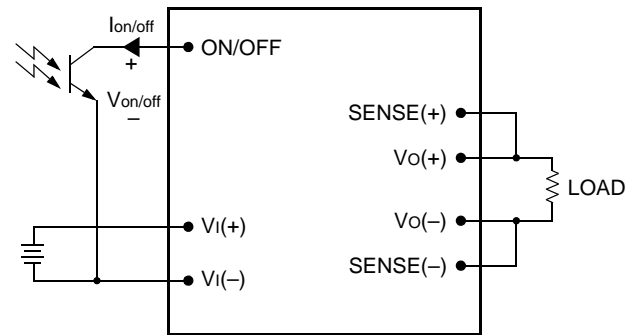 Ion/off
+
ON/OFF
Von/off
–
SENSE(+)
VO(+)
LOAD
VI(+)
VO(–)
VI(–)
SENSE(–)